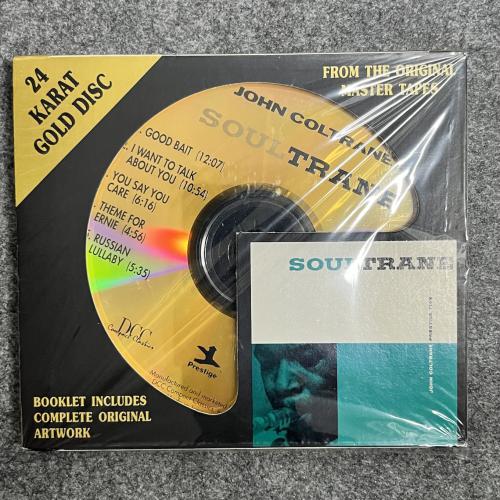 24
KARAT
GOLD DISC
FROM THE ORIGINAL
MASTER TAPES
JOHN COLTRANE
SOULTRANE
GOOD BAIT (12:07)
I WANT TO TALK
ABOUT YOU (10:54)
YOU SAY YOU
CARE (6:16)
THEME FOR
ERNIE (4:56)
RUSSIAN
LULLABY (5:35)
DCC
Compact Classics
Prestige
Manufactured and marketed
DCC Compact Classics
SOULTRANE
JOHN COLTRANE PRESTIGE 7142
BOOKLET INCLUDES
COMPLETE ORIGINAL
ARTWORK